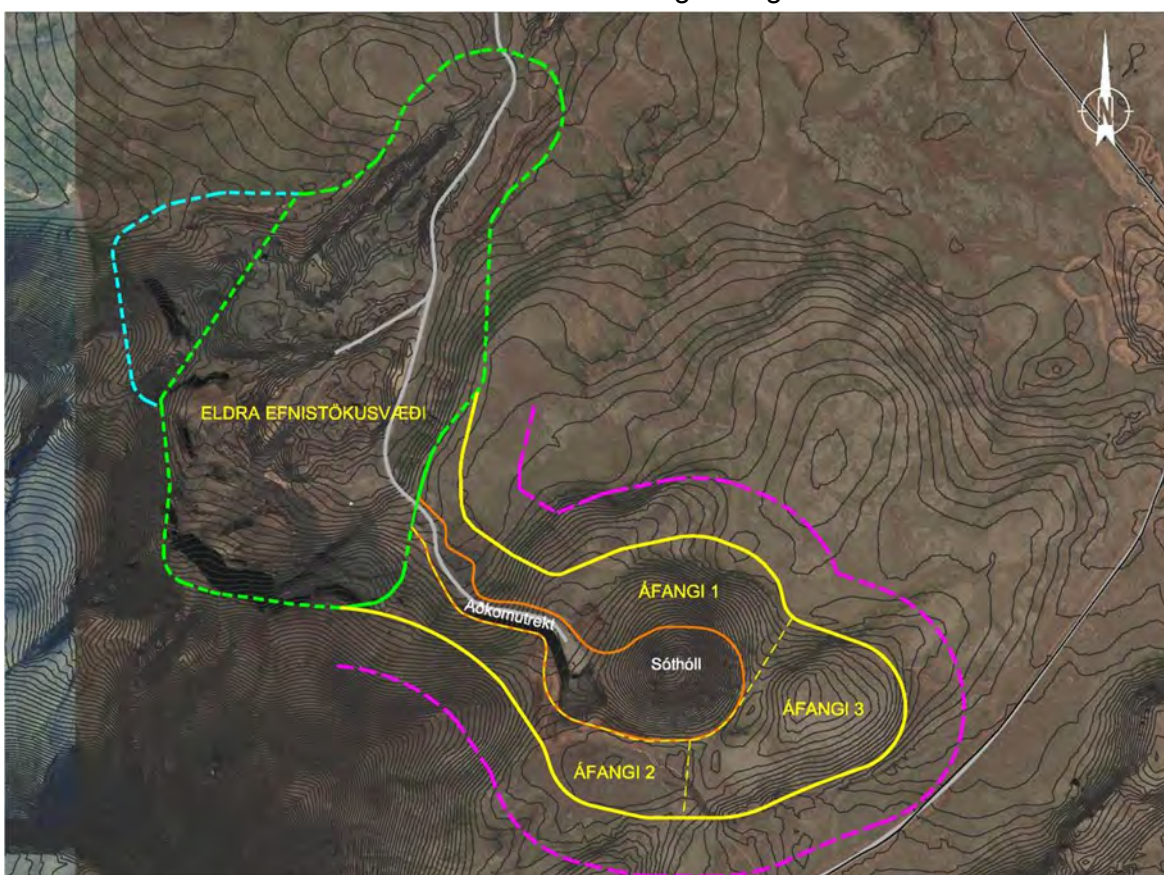 N
ELDRA EFNISTÖKUSVÆÐI
ÁFANGI 1
Aðkomutrekt
Sóthóll
ÁFANGI 3
ÁFANGI 2